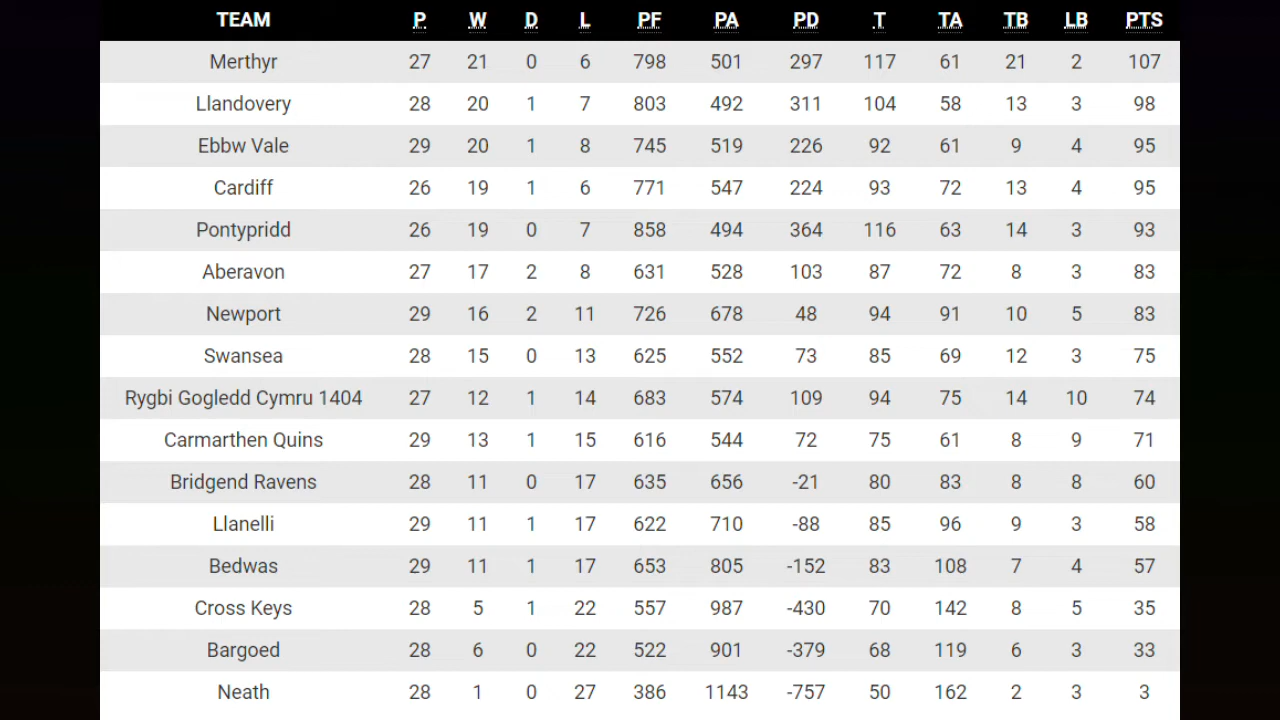 TEAM P W D L PF PA PD T TA TB LB PTS
Merthyr 27 21 0 6 798 501 297 117 61 21 2 107
Llandovery 28 20 1 7 803 492 311 104 58 13 3 98
Ebbw Vale 29 20 1 8 745 519 226 92 61 9 4 95
Cardiff 26 19 1 6 771 547 224 93 72 13 4 95
Pontypridd 26 19 0 7 858 494 364 116 63 14 3 93
Aberavon 27 17 2 8 631 528 103 87 72 8 3 83
Newport 29 16 2 11 726 678 48 94 91 10 5 83
Swansea 28 15 0 13 625 552 73 85 69 12 3 75
Rygbi Gogledd Cymru 1404 27 12 1 14 683 574 109 94 75 14 10 74
Carmarthen Quins 29 13 1 15 616 544 72 75 61 8 9 71
Bridgend Ravens 28 11 0 17 635 656 -21 80 83 8 8 60
Llanelli 29 11 1 17 622 710 -88 85 96 9 3 58
Bedwas 29 11 1 17 653 805 -152 83 108 7 4 57
Cross Keys 28 5 1 22 557 987 -430 70 142 8 5 35
Bargoed 28 6 0 22 522 901 -379 68 119 6 3 33
Neath 28 1 0 27 386 1143 -757 50 162 2 3 3